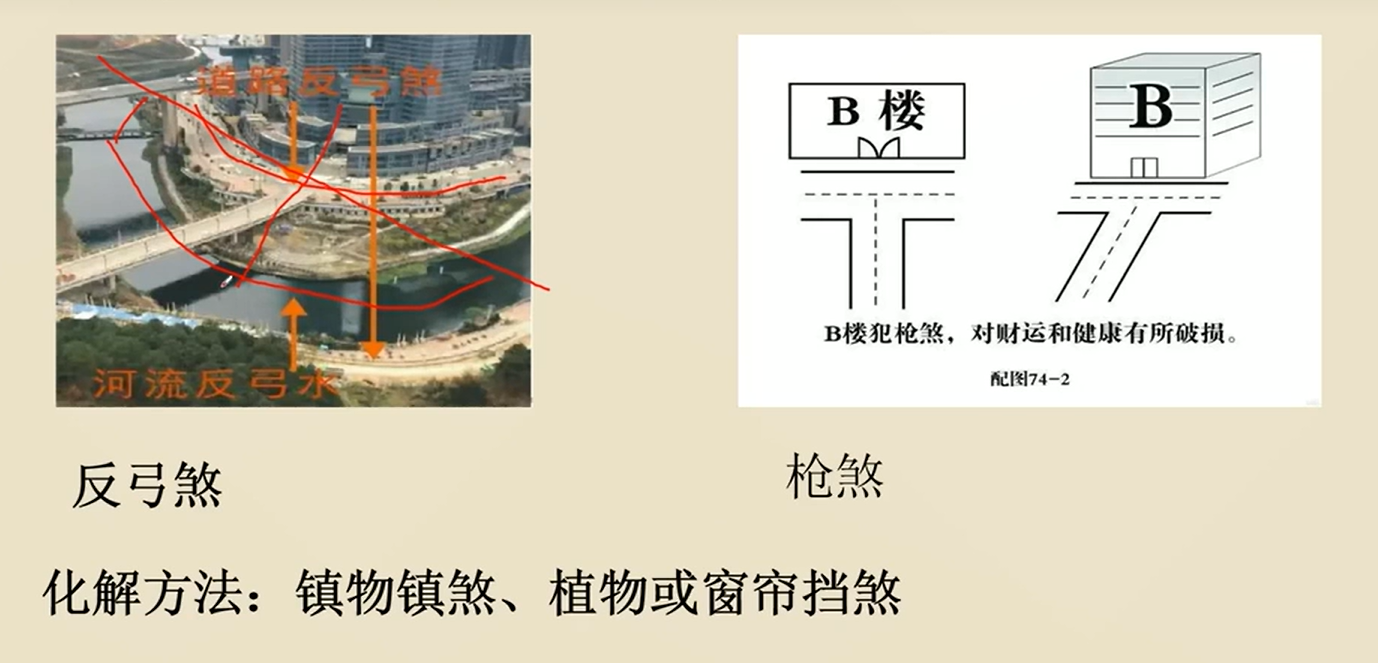 道路反弓煞
河流反弓水
B 楼
B
B楼犯枪煞，对财运和健康有所破损。
配图74-2
反弓煞
枪煞
化解方法：镇物镇煞、植物或窗帘挡煞